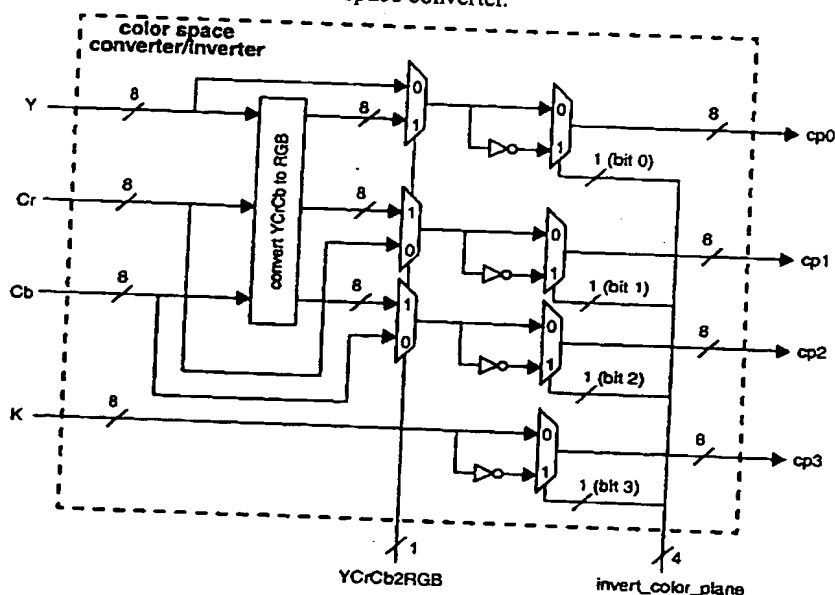 space converter.
color space
converter/inverter
Y
8
0
8
1
0
1
8
cp0
1 (bit 0)
convert YCrCb to RGB
Cr
8
8
1
0
0
1
8
cp1
1 (bit 1)
Cb
8
8
1
0
0
1
8
cp2
1 (bit 2)
K
8
0
1
8
cp3
1 (bit 3)
1
YCrCb2RGB
4
invert_color_plane